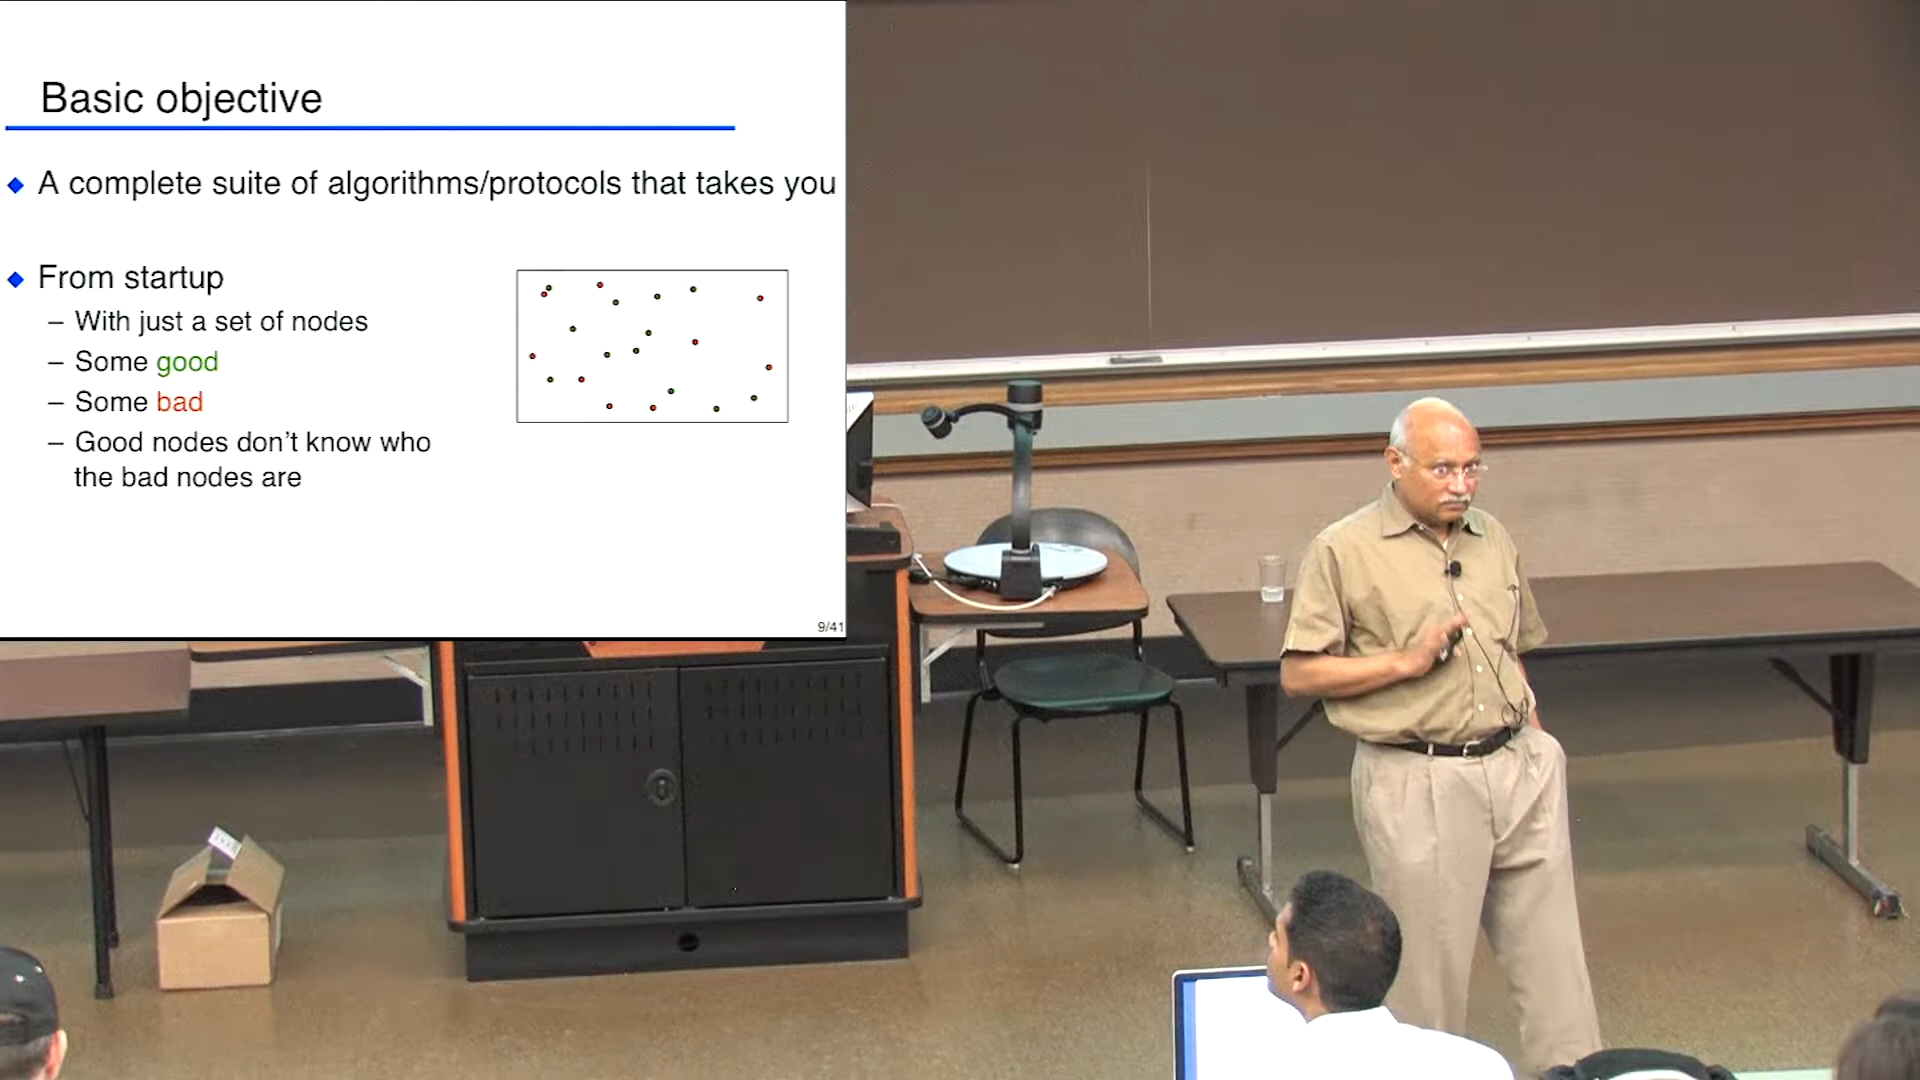 Basic objective
A complete suite of algorithms/protocols that takes you
From startup
– With just a set of nodes
– Some good
– Some bad
– Good nodes don't know who
the bad nodes are
9/41